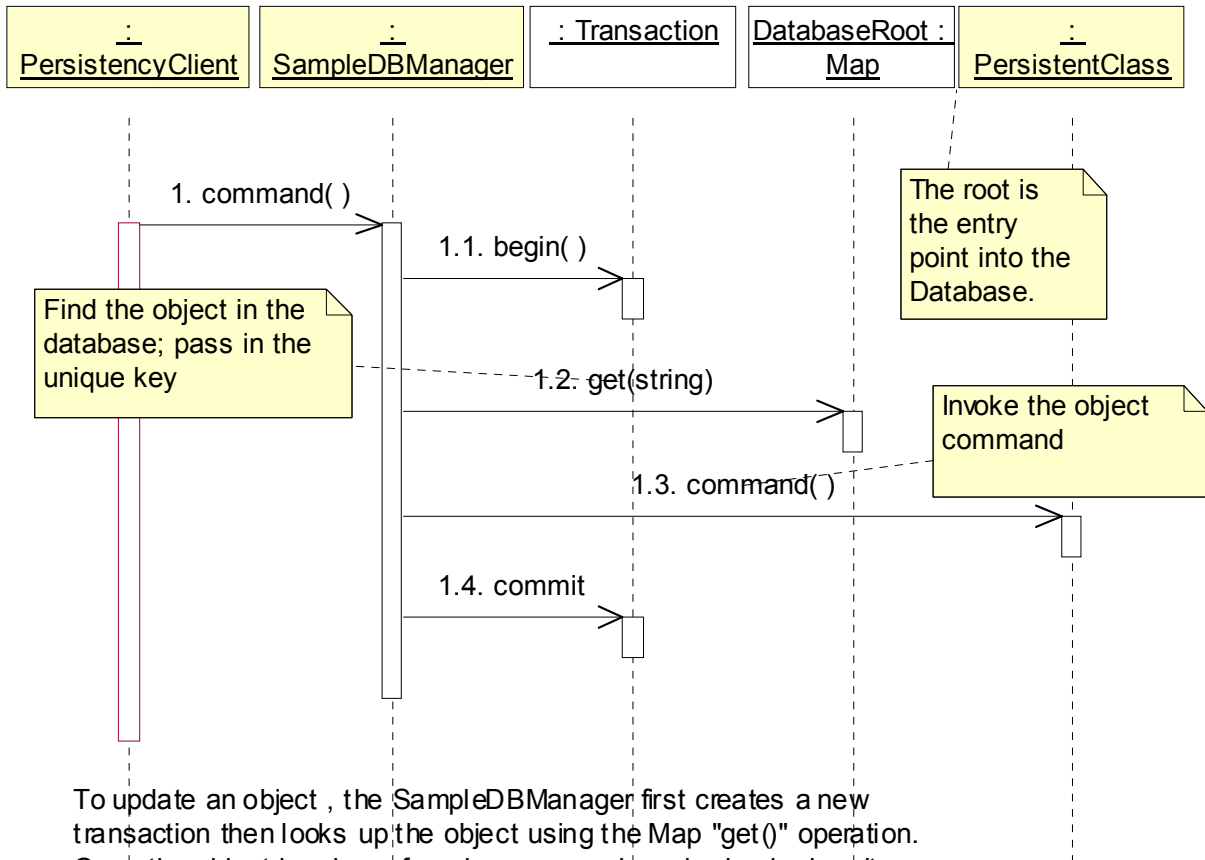 :
PersistencyClient
:
SampleDBManager
: Transaction
DatabaseRoot :
Map
:
PersistentClass
The root is
the entry
point into the
Database.
1. command( )
1.1. begin( )
Find the object in the
database; pass in the
unique key
1.2. get(string)
Invoke the object
command
1.3. command( )
1.4. commit
To update an object , the SampleDBManager first creates a new
transaction then looks up the object using the Map "get()" operation.